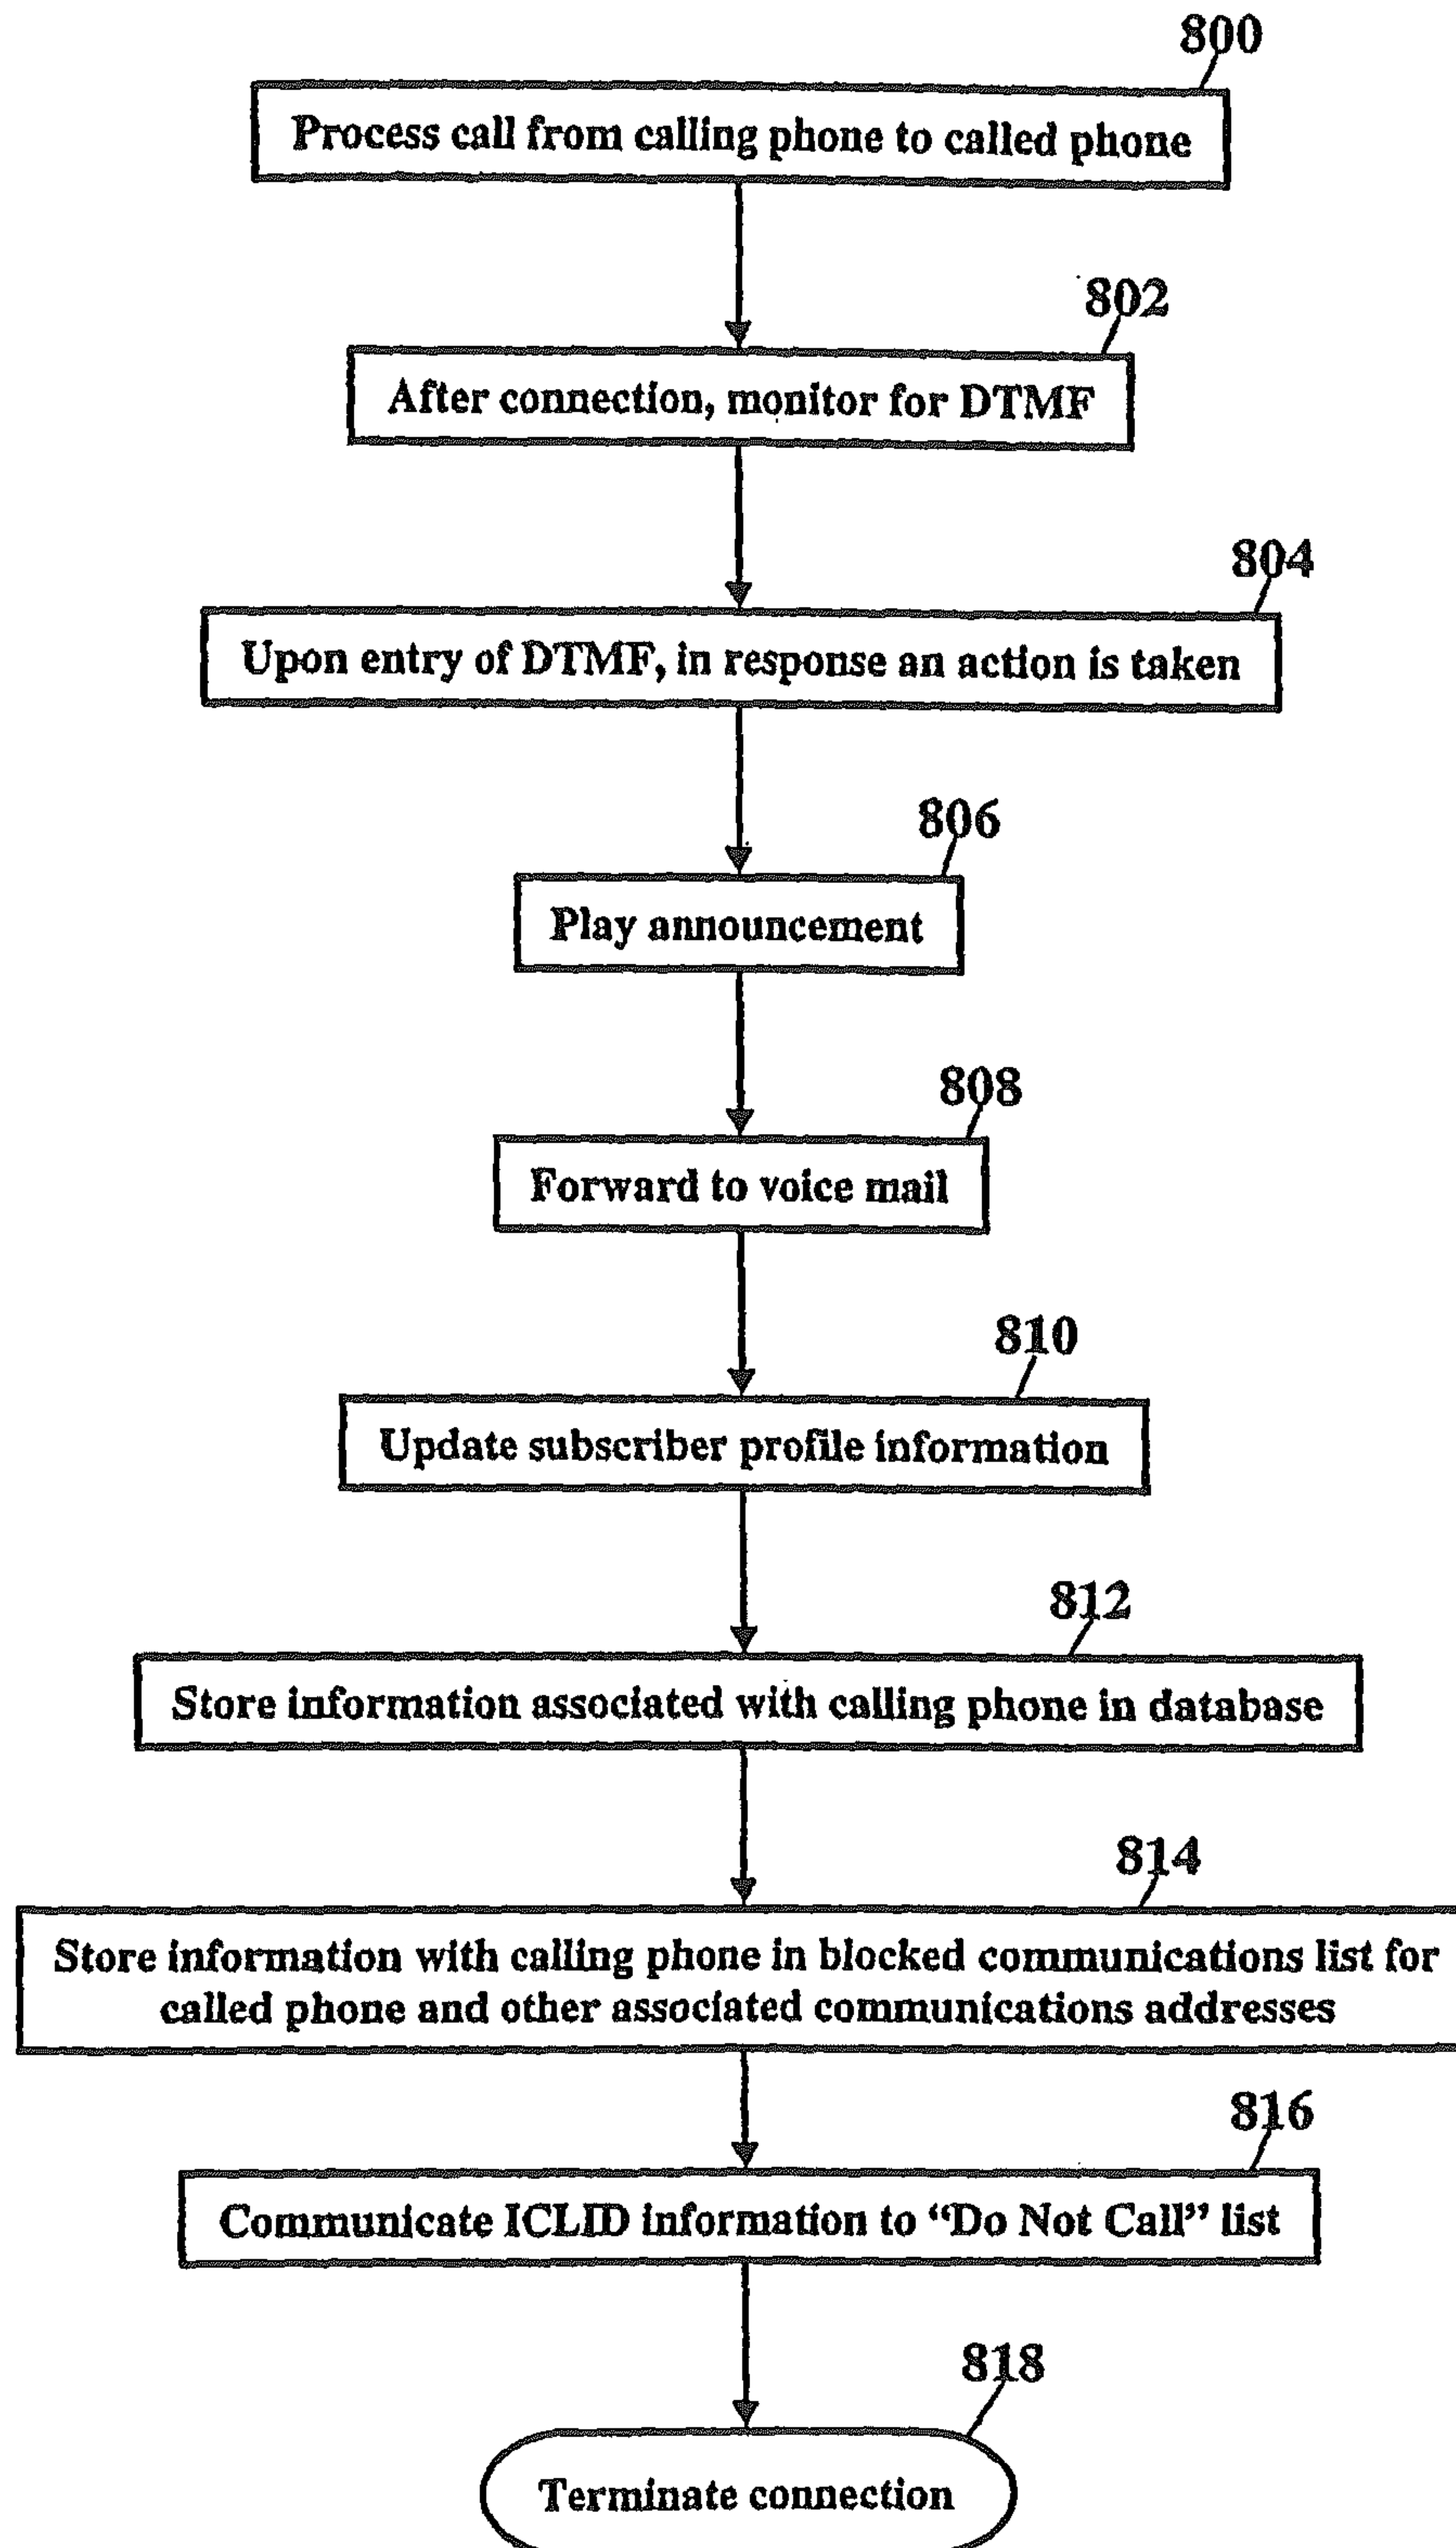 800
Process call from calling phone to called phone
802
After connection, monitor for DTMF
804
Upon entry of DTMF, in response an action is taken
806
Play announcement
808
Forward to voice mail
810
Update subscriber profile information
812
Store information associated with calling phone in database
814
Store information with calling phone in blocked communications list for
called phone and other associated communications addresses
816
Communicate ICLID information to “Do Not Call” list
818
Terminate connection